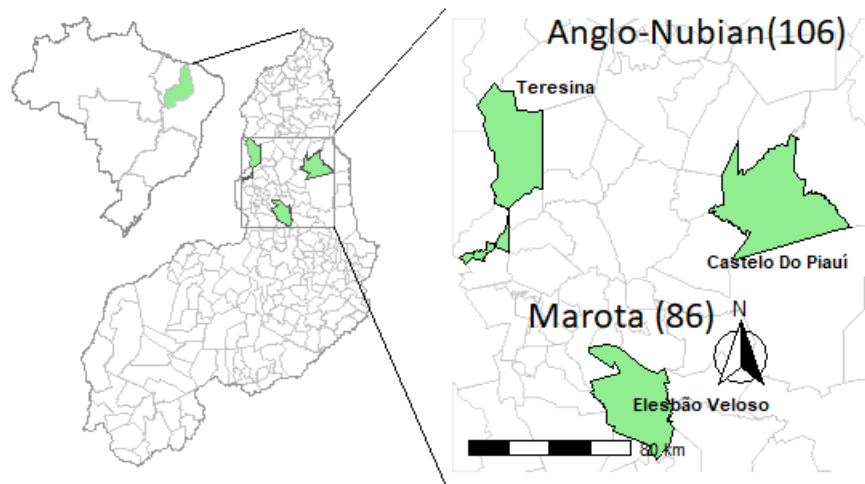 Anglo-Nubian(106)
Teresina
Castelo Do Piauí
Marota (86)
N
Elesbão Veloso
80 km